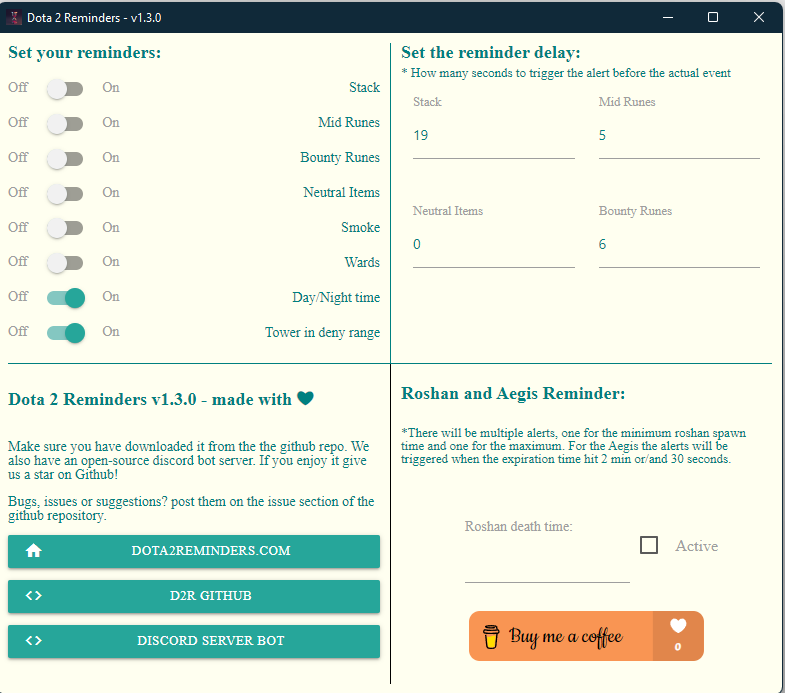 Dota 2 Reminders - v1.3.0
Set your reminders:
Off On Stack
Off On Mid Runes
Off On Bounty Runes
Off On Neutral Items
Off On Smoke
Off On Wards
Off On Day/Night time
Off On Tower in deny range
Set the reminder delay:
* How many seconds to trigger the alert before the actual event
Stack Mid Runes
19 5
Neutral Items Bounty Runes
0 6
Dota 2 Reminders v1.3.0 - made with
Make sure you have downloaded it from the the github repo. We
also have an open-source discord bot server. If you enjoy it give
us a star on Github!
Bugs, issues or suggestions? post them on the issue section of the
github repository.
DOTA2REMINDERS.COM
<> D2R GITHUB
<> DISCORD SERVER BOT
Roshan and Aegis Reminder:
*There will be multiple alerts, one for the minimum roshan spawn
time and one for the maximum. For the Aegis the alerts will be
triggered when the expiration time hit 2 min or/and 30 seconds.
Roshan death time:
Active
Buy me a coffee
0